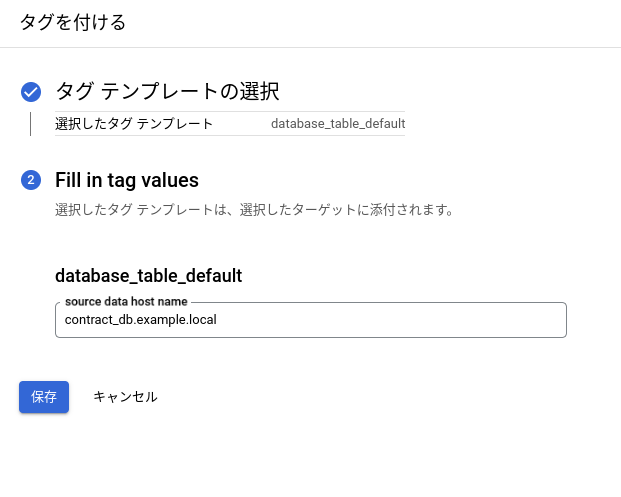 タグを付ける
タグ テンプレートの選択
選択したタグ テンプレート database_table_default
2 Fill in tag values
選択したタグ テンプレートは、選択したターゲットに添付されます。
database_table_default
source data host name
contract_db.example.local
保存 キャンセル